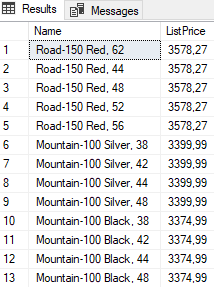 Results Messages
Name ListPrice
1 Road-150 Red, 62 3578,27
2 Road-150 Red, 44 3578,27
3 Road-150 Red, 48 3578,27
4 Road-150 Red, 52 3578,27
5 Road-150 Red, 56 3578,27
6 Mountain-100 Silver, 38 3399,99
7 Mountain-100 Silver, 42 3399,99
8 Mountain-100 Silver, 44 3399,99
9 Mountain-100 Silver, 48 3399,99
10 Mountain-100 Black, 38 3374,99
11 Mountain-100 Black, 42 3374,99
12 Mountain-100 Black, 44 3374,99
13 Mountain-100 Black, 48 3374,99